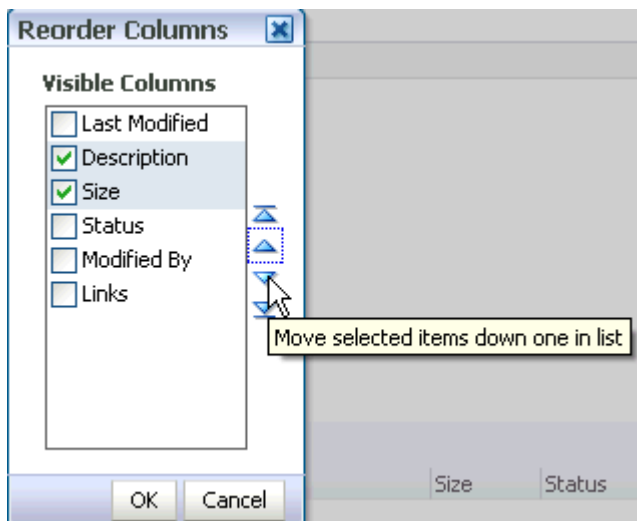 Reorder Columns
Visible Columns
Last Modified
Description
Size
Status
Modified By
Links
Move selected items down one in list
Size Status
OK Cancel